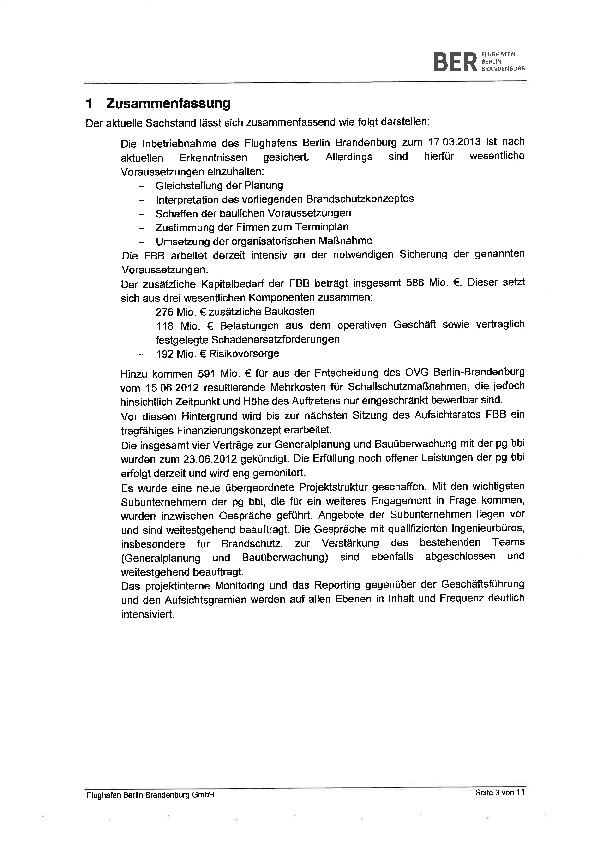 BER FLUGHAFEN
BERLIN
BRANDENBURG
1 Zusammenfassung
Der aktuelle Sachstand lässt sich zusammenfassend wie folgt darstellen:
Die Inbetriebnahme des Flughafens Berlin Brandenburg zum 17.03.2013 ist nach
aktuellen Erkenntnissen gesichert. Allerdings sind hierfür wesentliche
Voraussetzungen einzuhalten:
– Gleichstellung der Planung
– Interpretation des vorliegenden Brandschutzkonzeptes
– Schaffen der baulichen Voraussetzungen
– Zustimmung der Firmen zum Terminplan
– Umsetzung der organisatorischen Maßnahme
Die FBB arbeitet derzeit intensiv an der notwendigen Sicherung der genannten
Voraussetzungen.
Der zusätzliche Kapitalbedarf der FBB beträgt insgesamt 586 Mio. €. Dieser setzt
sich aus drei wesentlichen Komponenten zusammen:
276 Mio. € zusätzliche Baukosten
118 Mio. € Belastungen aus dem operativen Geschäft sowie vertraglich
festgelegte Schadenersatzforderungen
– 192 Mio. € Risikovorsorge
Hinzu kommen 591 Mio. € für aus der Entscheidung des OVG Berlin-Brandenburg
vom 15.06.2012 resultierende Mehrkosten für Schallschutzmaßnahmen, die jedoch
hinsichtlich Zeitpunkt und Höhe des Auftretens nur eingeschränkt bewertbar sind.
Vor diesem Hintergrund wird bis zur nächsten Sitzung des Aufsichtsrates FBB ein
tragfähiges Finanzierungskonzept erarbeitet.
Die insgesamt vier Verträge zur Generalplanung und Bauüberwachung mit der pg bbi
wurden zum 23.06.2012 gekündigt. Die Erfüllung noch offener Leistungen der pg bbi
erfolgt derzeit und wird eng gemonitort.
Es wurde eine neue übergeordnete Projektstruktur geschaffen. Mit den wichtigsten
Subunternehmern der pg bbi, die für ein weiteres Engagement in Frage kommen,
wurden inzwischen Gespräche geführt. Angebote der Subunternehmen liegen vor
und sind weitestgehend beauftragt. Die Gespräche mit qualifizierten Ingenieurbüros,
insbesondere für Brandschutz, zur Verstärkung des bestehenden Teams
(Generalplanung und Bauüberwachung) sind ebenfalls abgeschlossen und
weitestgehend beauftragt.
Das projektinterne Monitoring und das Reporting gegenüber der Geschäftsführung
und den Aufsichtsgremien werden auf allen Ebenen in Inhalt und Frequenz deutlich
intensiviert.
Flughafen Berlin Brandenburg GmbH
Seite 3 von 11